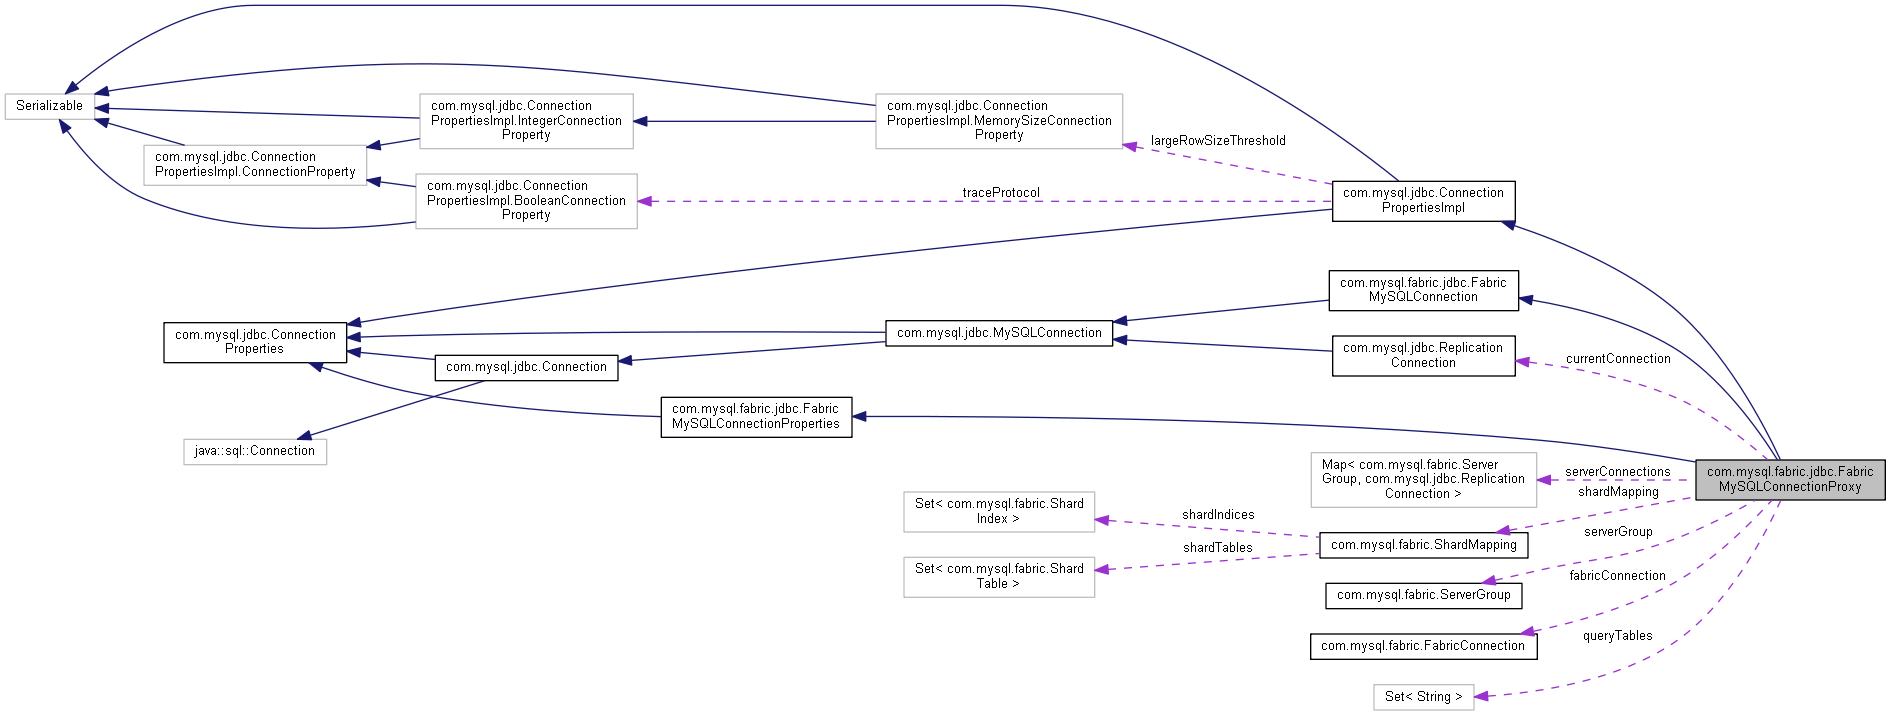 Serializable
com.mysql.jdbc.Connection
PropertiesImpl.IntegerConnection
Property
com.mysql.jdbc.Connection
PropertiesImpl.MemorySizeConnection
Property
largeRowSizeThreshold
com.mysql.jdbc.Connection
PropertiesImpl.ConnectionProperty
com.mysql.jdbc.Connection
PropertiesImpl.BooleanConnection
Property
traceProtocol
com.mysql.jdbc.Connection
PropertiesImpl
com.mysql.fabric.jdbc.Fabric
MySQLConnection
com.mysql.jdbc.Connection
Properties
com.mysql.jdbc.MySQLConnection
com.mysql.jdbc.Replication
Connection
currentConnection
com.mysql.jdbc.Connection
com.mysql.fabric.jdbc.Fabric
MySQLConnectionProperties
java::sql::Connection
Map< com.mysql.fabric.Server
Group, com.mysql.jdbc.Replication
Connection >
serverConnections
shardMapping
com.mysql.fabric.jdbc.Fabric
MySQLConnectionProxy
Set< com.mysql.fabric.Shard
Index >
shardIndices
serverGroup
com.mysql.fabric.ShardMapping
shardTables
Set< com.mysql.fabric.Shard
Table >
fabricConnection
com.mysql.fabric.ServerGroup
queryTables
com.mysql.fabric.FabricConnection
Set< String >